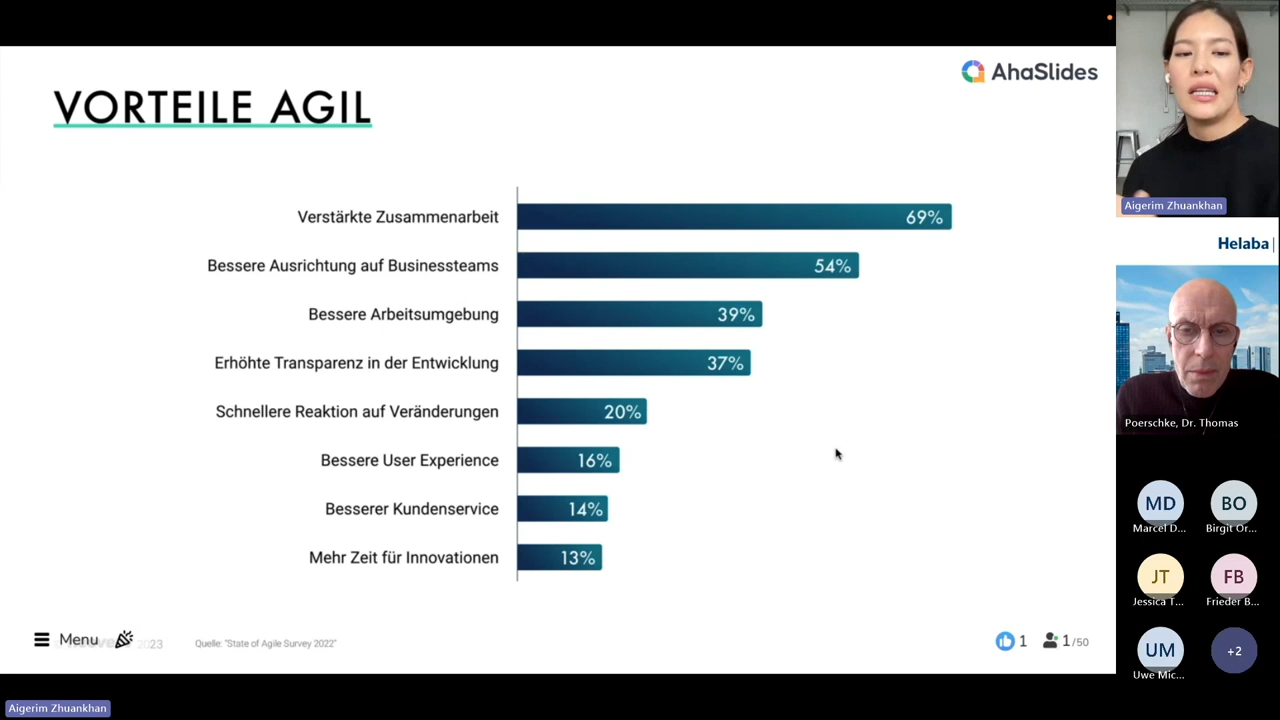 AhaSlides
VORTEILE AGIL
Verstärkte Zusammenarbeit 69%
Bessere Ausrichtung auf Businessteams 54%
Bessere Arbeitsumgebung 39%
Erhöhte Transparenz in der Entwicklung 37%
Schnellere Reaktion auf Veränderungen 20%
Bessere User Experience 16%
Besserer Kundenservice 14%
Mehr Zeit für Innovationen 13%
Menu
Quelle: "State of Agile Survey 2022"
1
1/50
Aigerim Zhuankhan
Aigerim Zhuankhan
Helaba
Poerschke, Dr. Thomas
MD
Marcel D...
BO
Birgit Or...
JT
Jessica T...
FB
Frieder B...
UM
Uwe Mic...
+2